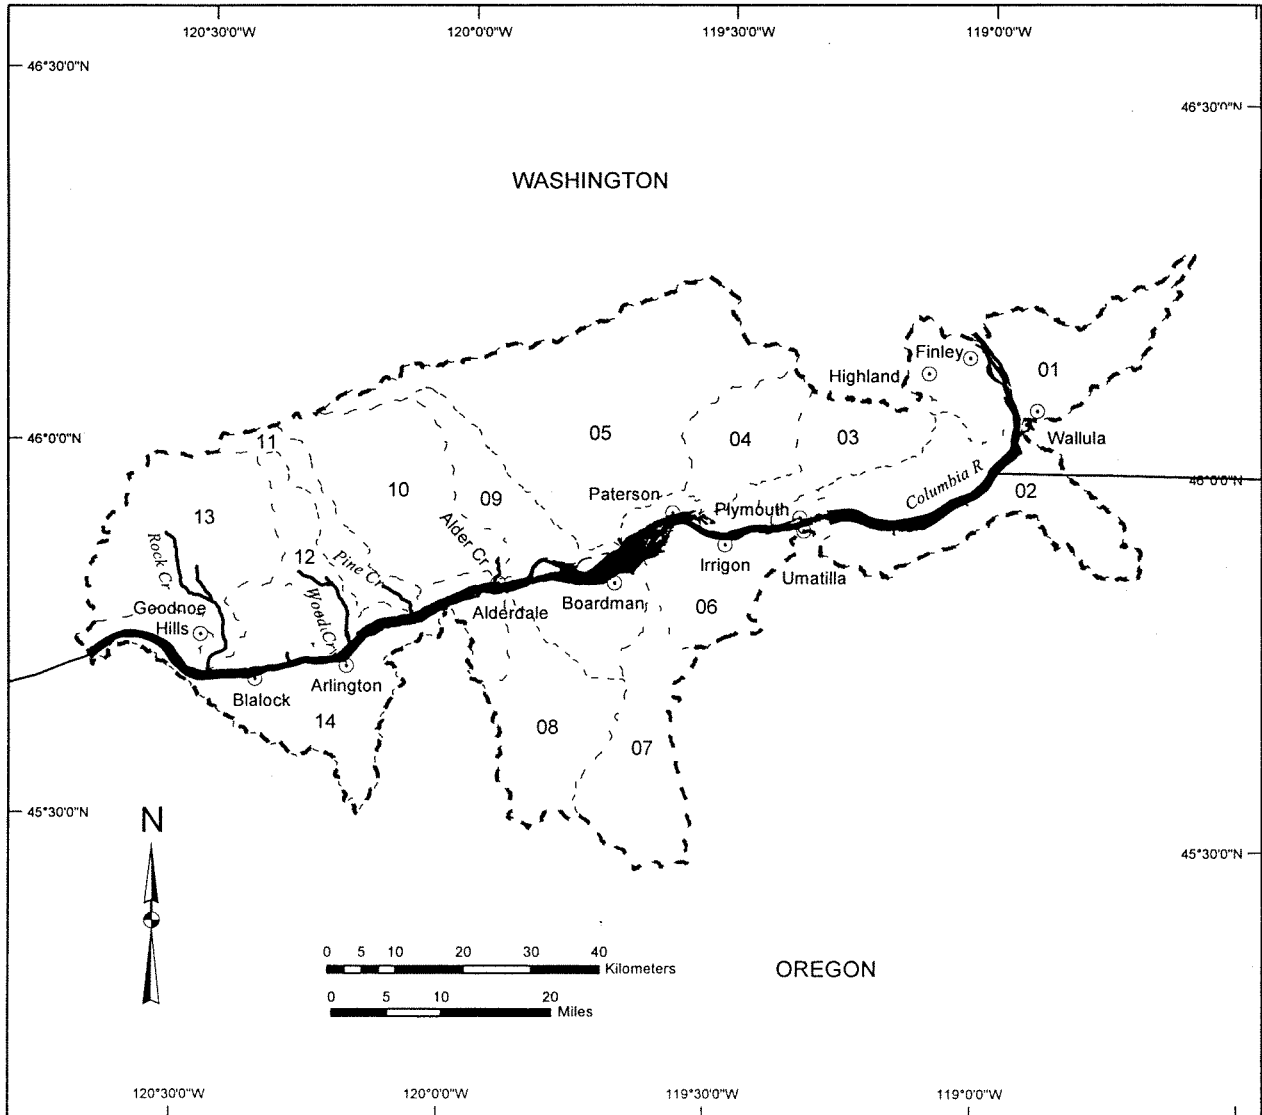 120°30'0"W 120°0'0"W 119°30'0"W 119°0'0"W
46°30'0"N
46°30'0"N
WASHINGTON
Finley
Highland
01
05
04
03
Wallula
46°0'0"N
11
10
09
Paterson
Plymouth
Columbia R
02
46°0'0"N
13
Alder Cr
Rock Cr
12
Pine Cr
Irrigon
Umatilla
Boardman
Alderdale
06
Goodnoe
Hills
Wood Cr
Blalock
Arlington
14
08
07
45°30'0"N
45°30'0"N
N
0 5 10 20 30 40
Kilometers
0 5 10 20
Miles
OREGON
120°30'0"W 120°0'0"W 119°30'0"W 119°0'0"W